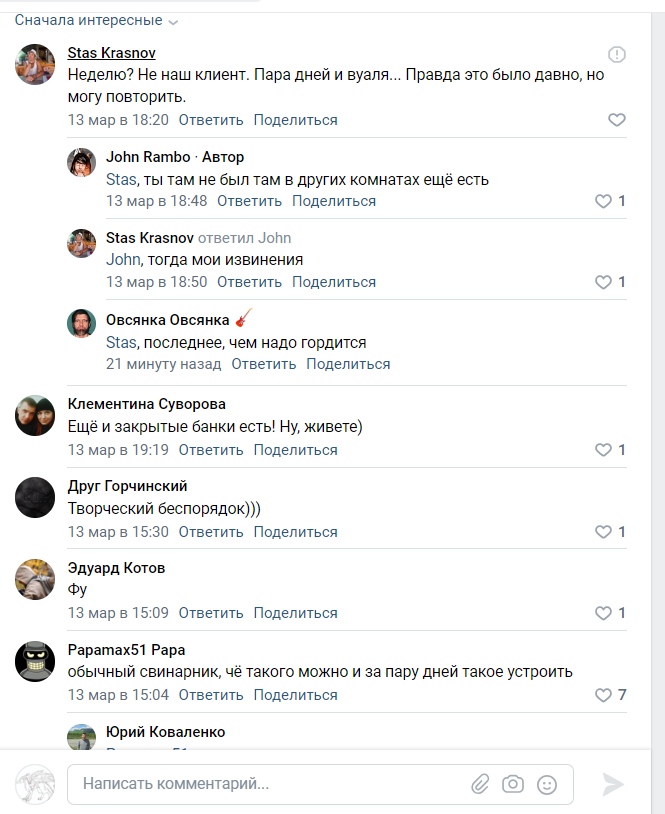 Сначала интересные
Stas Krasnov
Неделю? Не наш клиент. Пара дней и вуаля... Правда это было давно, но
могу повторить.
13 мар в 18:20 Ответить Поделиться
John Rambo · Автор
Stas, ты там не был там в других комнатах ещё есть
13 мар в 18:48 Ответить Поделиться 1
Stas Krasnov ответил John
John, тогда мои извинения
13 мар в 18:50 Ответить Поделиться 1
Овсянка Овсянка
Stas, последнее, чем надо гордится
21 минуту назад Ответить Поделиться
Клементина Суворова
Ещё и закрытые банки есть! Ну, живете)
13 мар в 19:19 Ответить Поделиться 1
Друг Горчинский
Творческий беспорядок)))
13 мар в 15:30 Ответить Поделиться 1
Эдуард Котов
Фу
13 мар в 15:09 Ответить Поделиться 1
Papamax51 Papa
обычный свинарник, чё такого можно и за пару дней такое устроить
13 мар в 15:04 Ответить Поделиться 7
Юрий Коваленко
Написать комментарий...